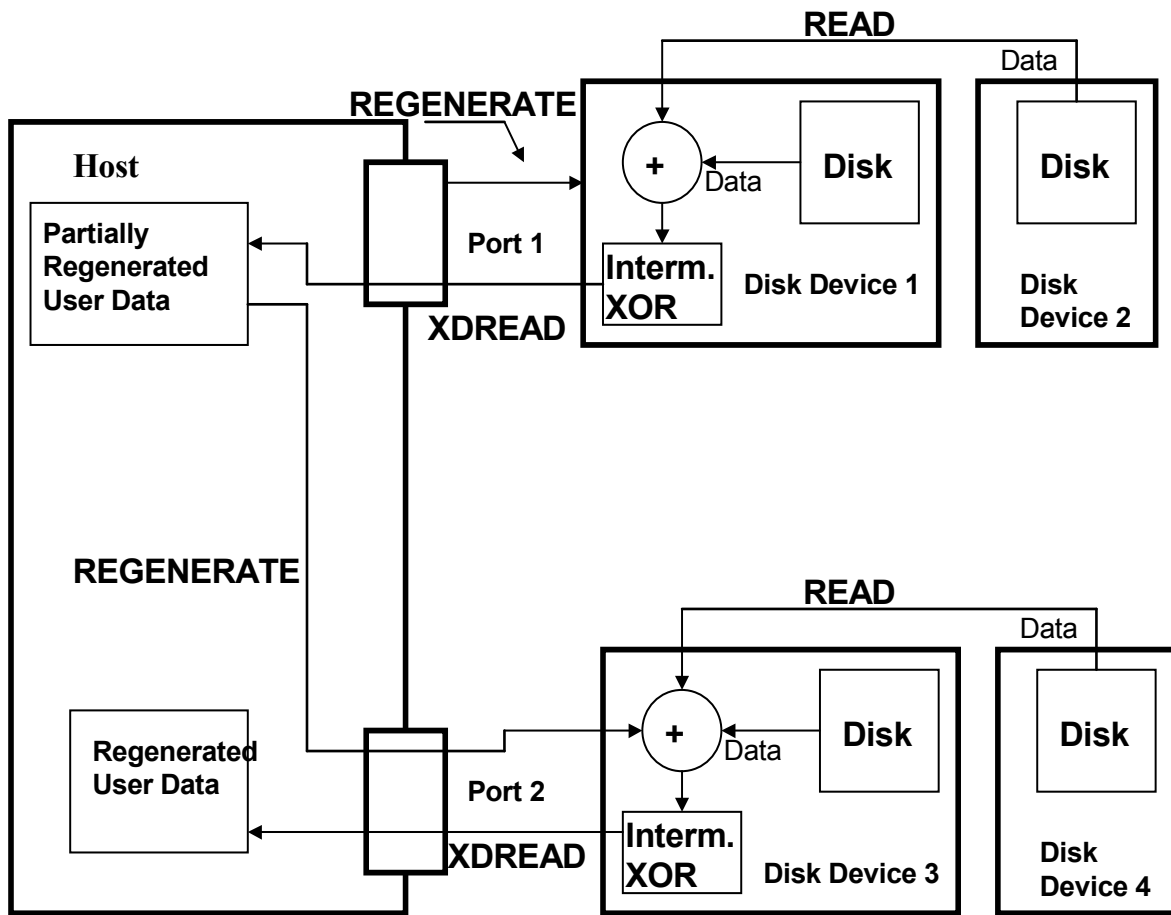 READ
Data
REGENERATE
Host
+
Data
Disk
Disk
Partially
Regenerated
User Data
Port 1
Interm.
XOR
Disk Device 1
Disk
Device 2
XDREAD
REGENERATE
READ
Data
+
Data
Disk
Disk
Regenerated
User Data
Port 2
Interm.
XOR
Disk Device 3
Disk
Device 4
XDREAD